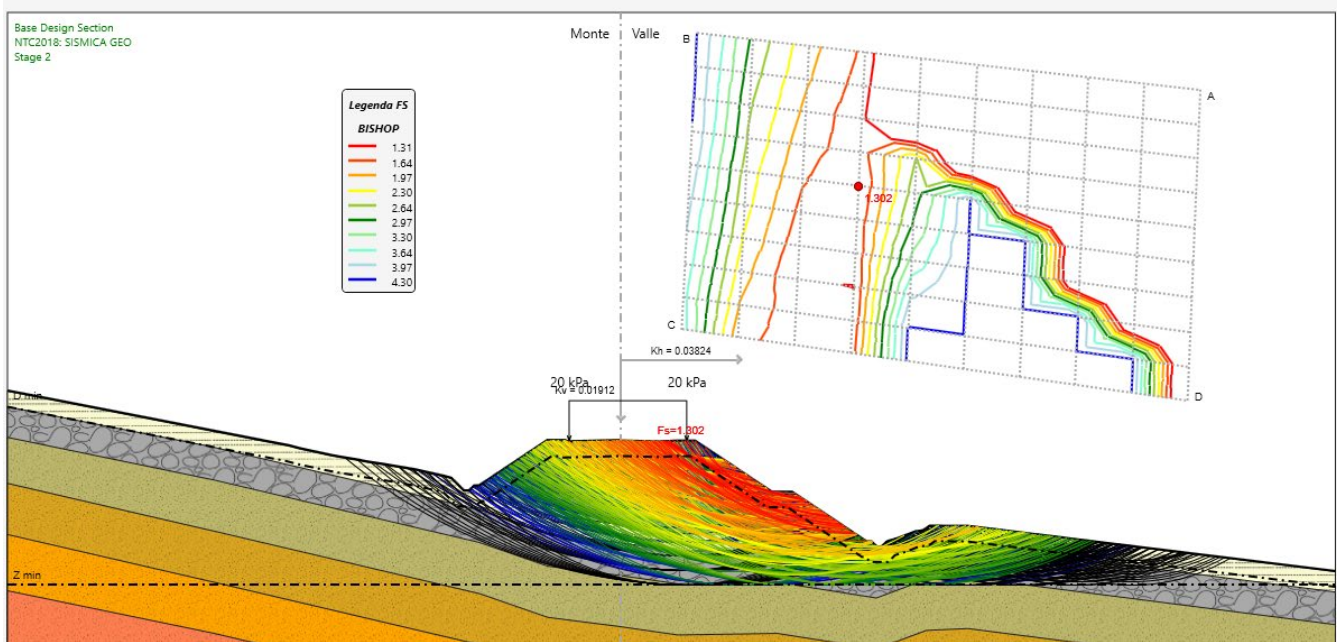 Base Design Section
NTC2018: SISMICA GEO
Stage 2
Monte
Valle
B
A
Legenda FS
BISHOP
1.31
1.64
1.97
2.30
2.64
2.97
3.30
3.64
3.97
4.30
1.302
C
D
Kh = 0.03824
20 kPa
20 kPa
Kv = 0.01912
D min
Fs=1.302
Z min